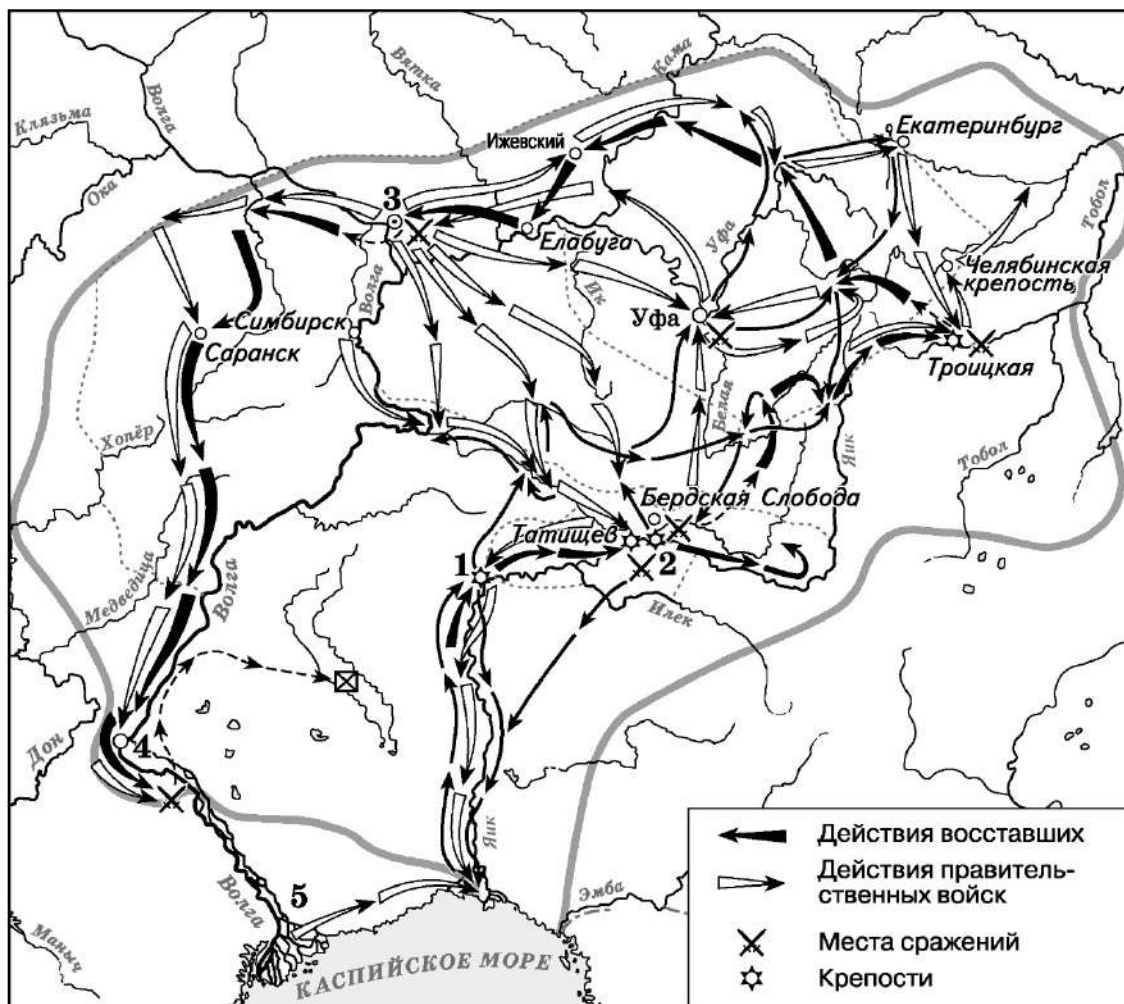 Клязьма
Волга
Вятка
Кама
Ока
Ижевский
Екатеринбург
Тобол
3
Елабуга
Уфа
Челябинская
крепость
Волга
Ик
Симбирск
Саранск
Уфа
Троицкая
Белая
Хопёр
Яик
Тобол
Бердская Слобода
Татищев
1
2
Медведица
Волга
Илек
Дон
4
Яик
5
Волга
Эмба
Маныч
КАСПИЙСКОЕ МОРЕ
Действия восставших
Действия правитель-
ственных войск
Места сражений
Крепости